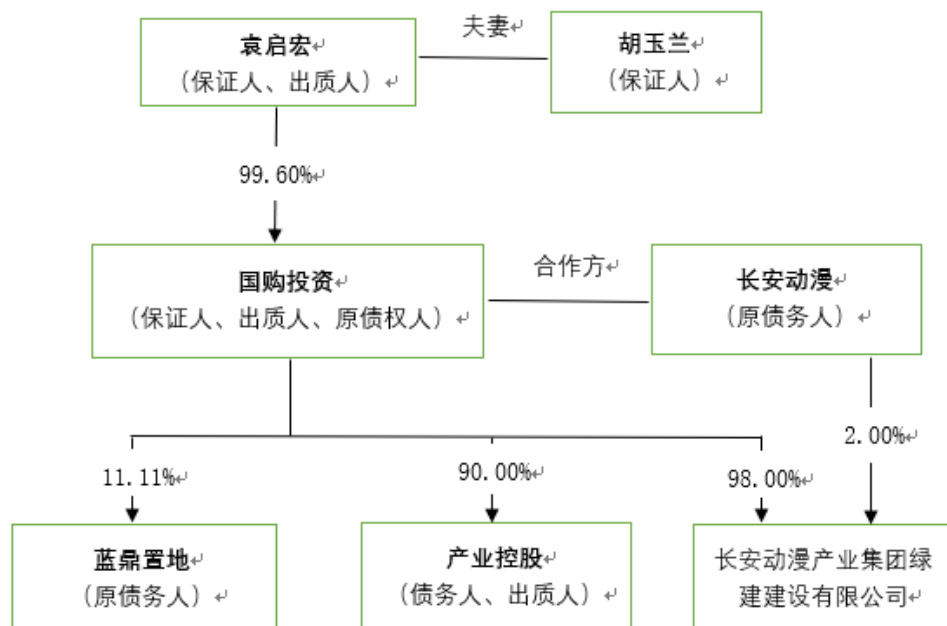 袁启宏↵
（保证人、出质人）↵
夫妻↵
胡玉兰↵
（保证人）↵
99.60%↵
国购投资↵
（保证人、出质人、原债权人）↵
合作方↵
长安动漫↵
（原债务人）↵
11.11%↵
90.00%↵
98.00%↵
2.00%↵
蓝鼎置地↵
（原债务人）↵
产业控股↵
（债务人、出质人）↵
长安动漫产业集团绿
建建设有限公司↵